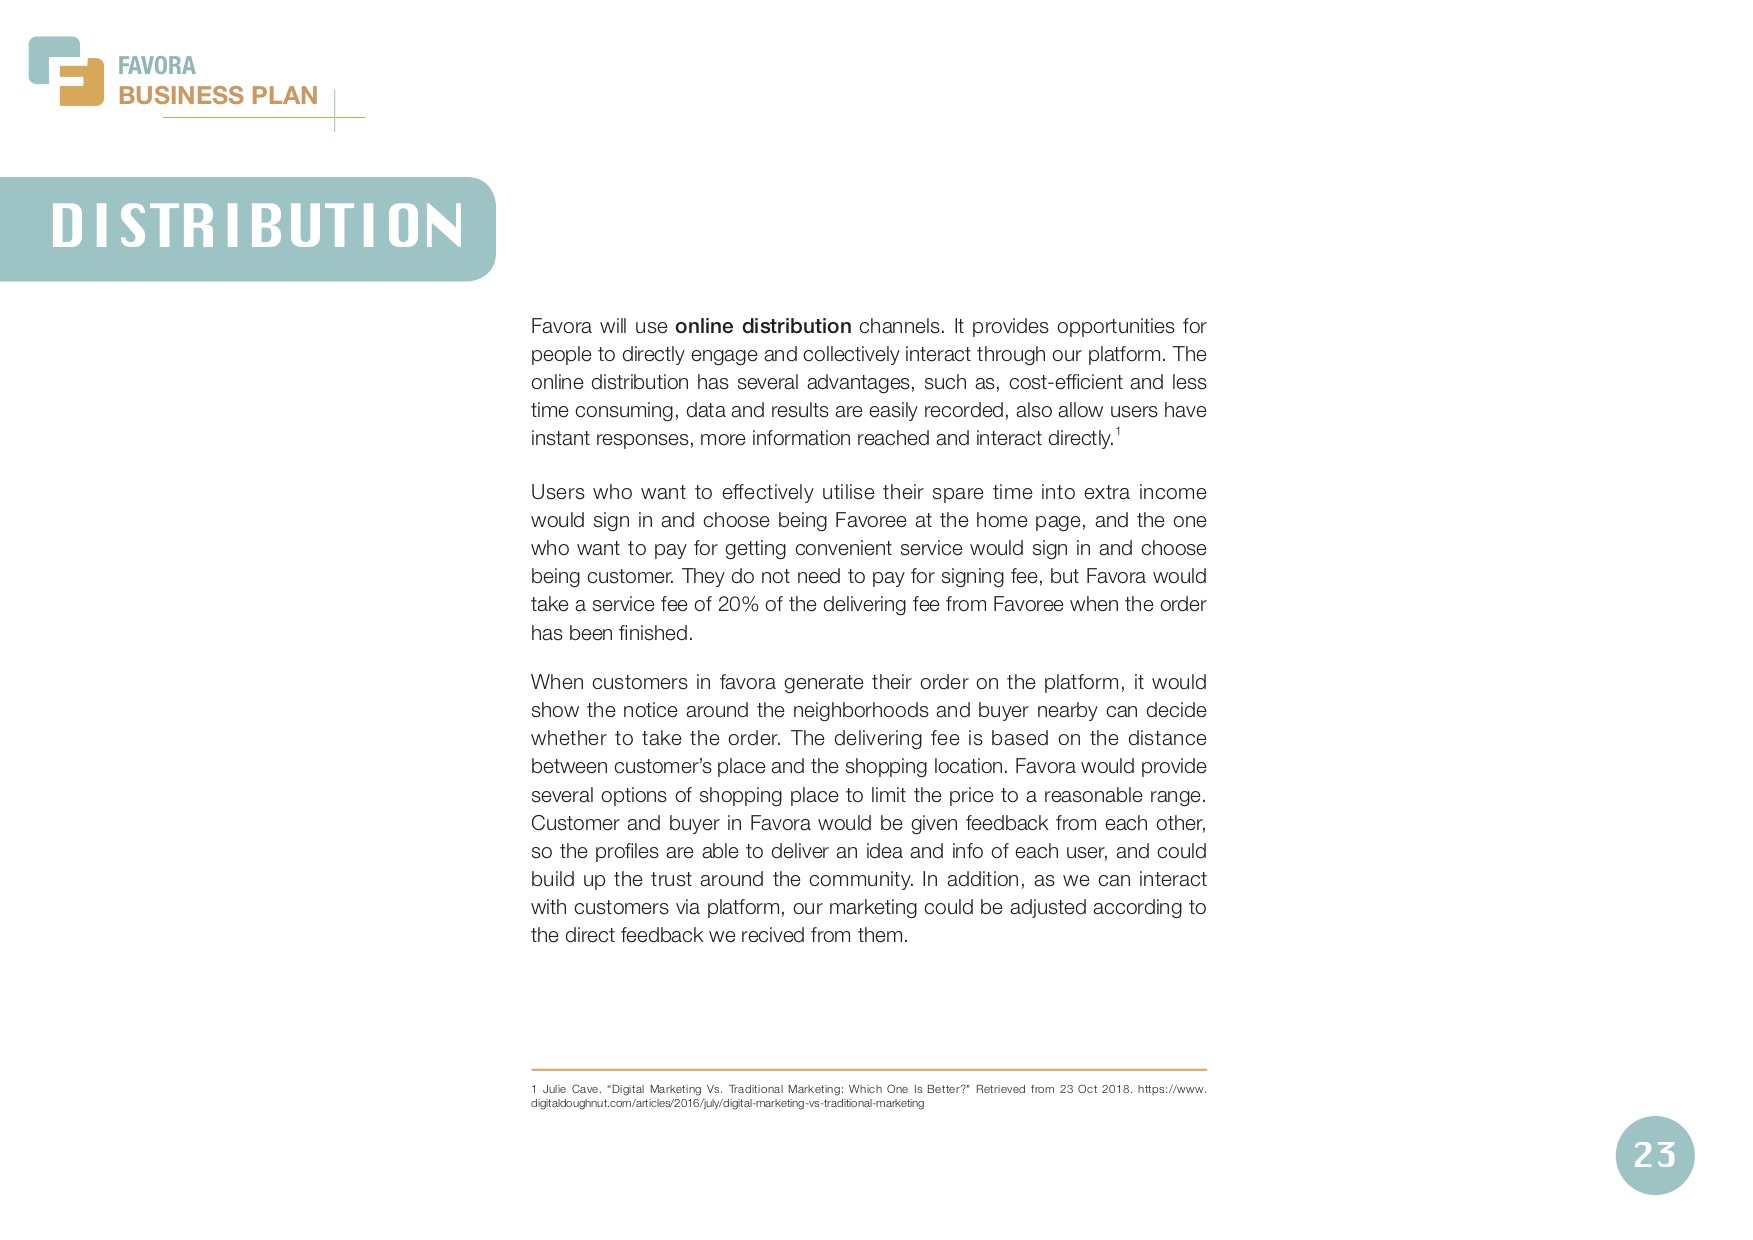 FAVORA
BUSINESS PLAN
DISTRIBUTION
Favora will use online distribution channels. It provides opportunities for
people to directly engage and collectively interact through our platform. The
online distribution has several advantages, such as, cost-efficient and less
time consuming, data and results are easily recorded, also allow users have
instant responses, more information reached and interact directly.1
Users who want to effectively utilise their spare time into extra income
would sign in and choose being Favoree at the home page, and the one
who want to pay for getting convenient service would sign in and choose
being customer. They do not need to pay for signing fee, but Favora would
take a service fee of 20% of the delivering fee from Favoree when the order
has been finished.
When customers in favora generate their order on the platform, it would
show the notice around the neighborhoods and buyer nearby can decide
whether to take the order. The delivering fee is based on the distance
between customer’s place and the shopping location. Favora would provide
several options of shopping place to limit the price to a reasonable range.
Customer and buyer in Favora would be given feedback from each other,
so the profiles are able to deliver an idea and info of each user, and could
build up the trust around the community. In addition, as we can interact
with customers via platform, our marketing could be adjusted according to
the direct feedback we recived from them.
1 Julie Cave. "Digital Marketing Vs. Traditional Marketing: Which One Is Better?" Retrieved from 23 Oct 2018. https://www.
digitaldoughnut.com/articles/2016/july/digital-marketing-vs-traditional-marketing
23